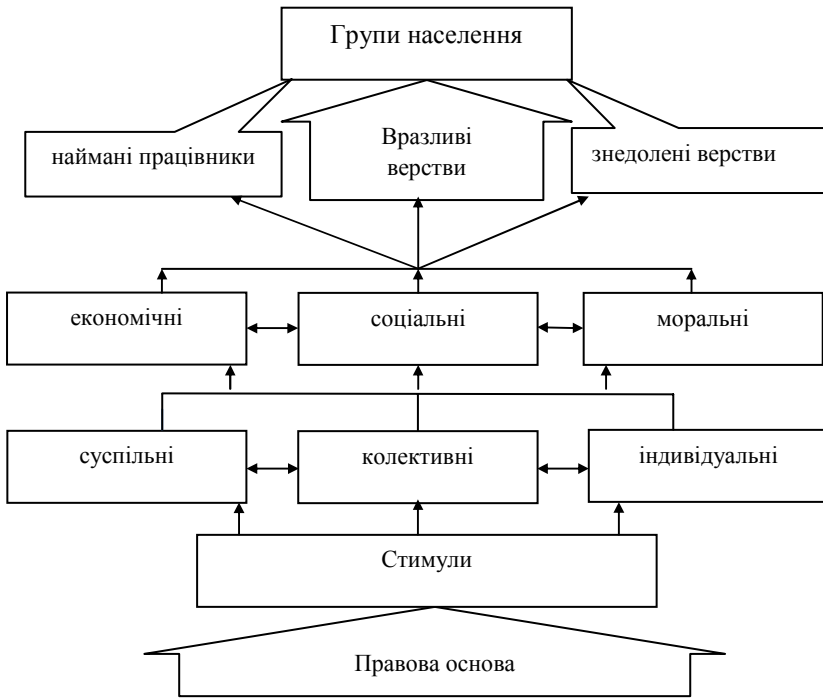 Групи населення
наймані працівники
Вразливі
верстви
знедолені верстви
економічні
соціальні
моральні
суспільні
колективні
індивідуальні
Стимули
Правова основа